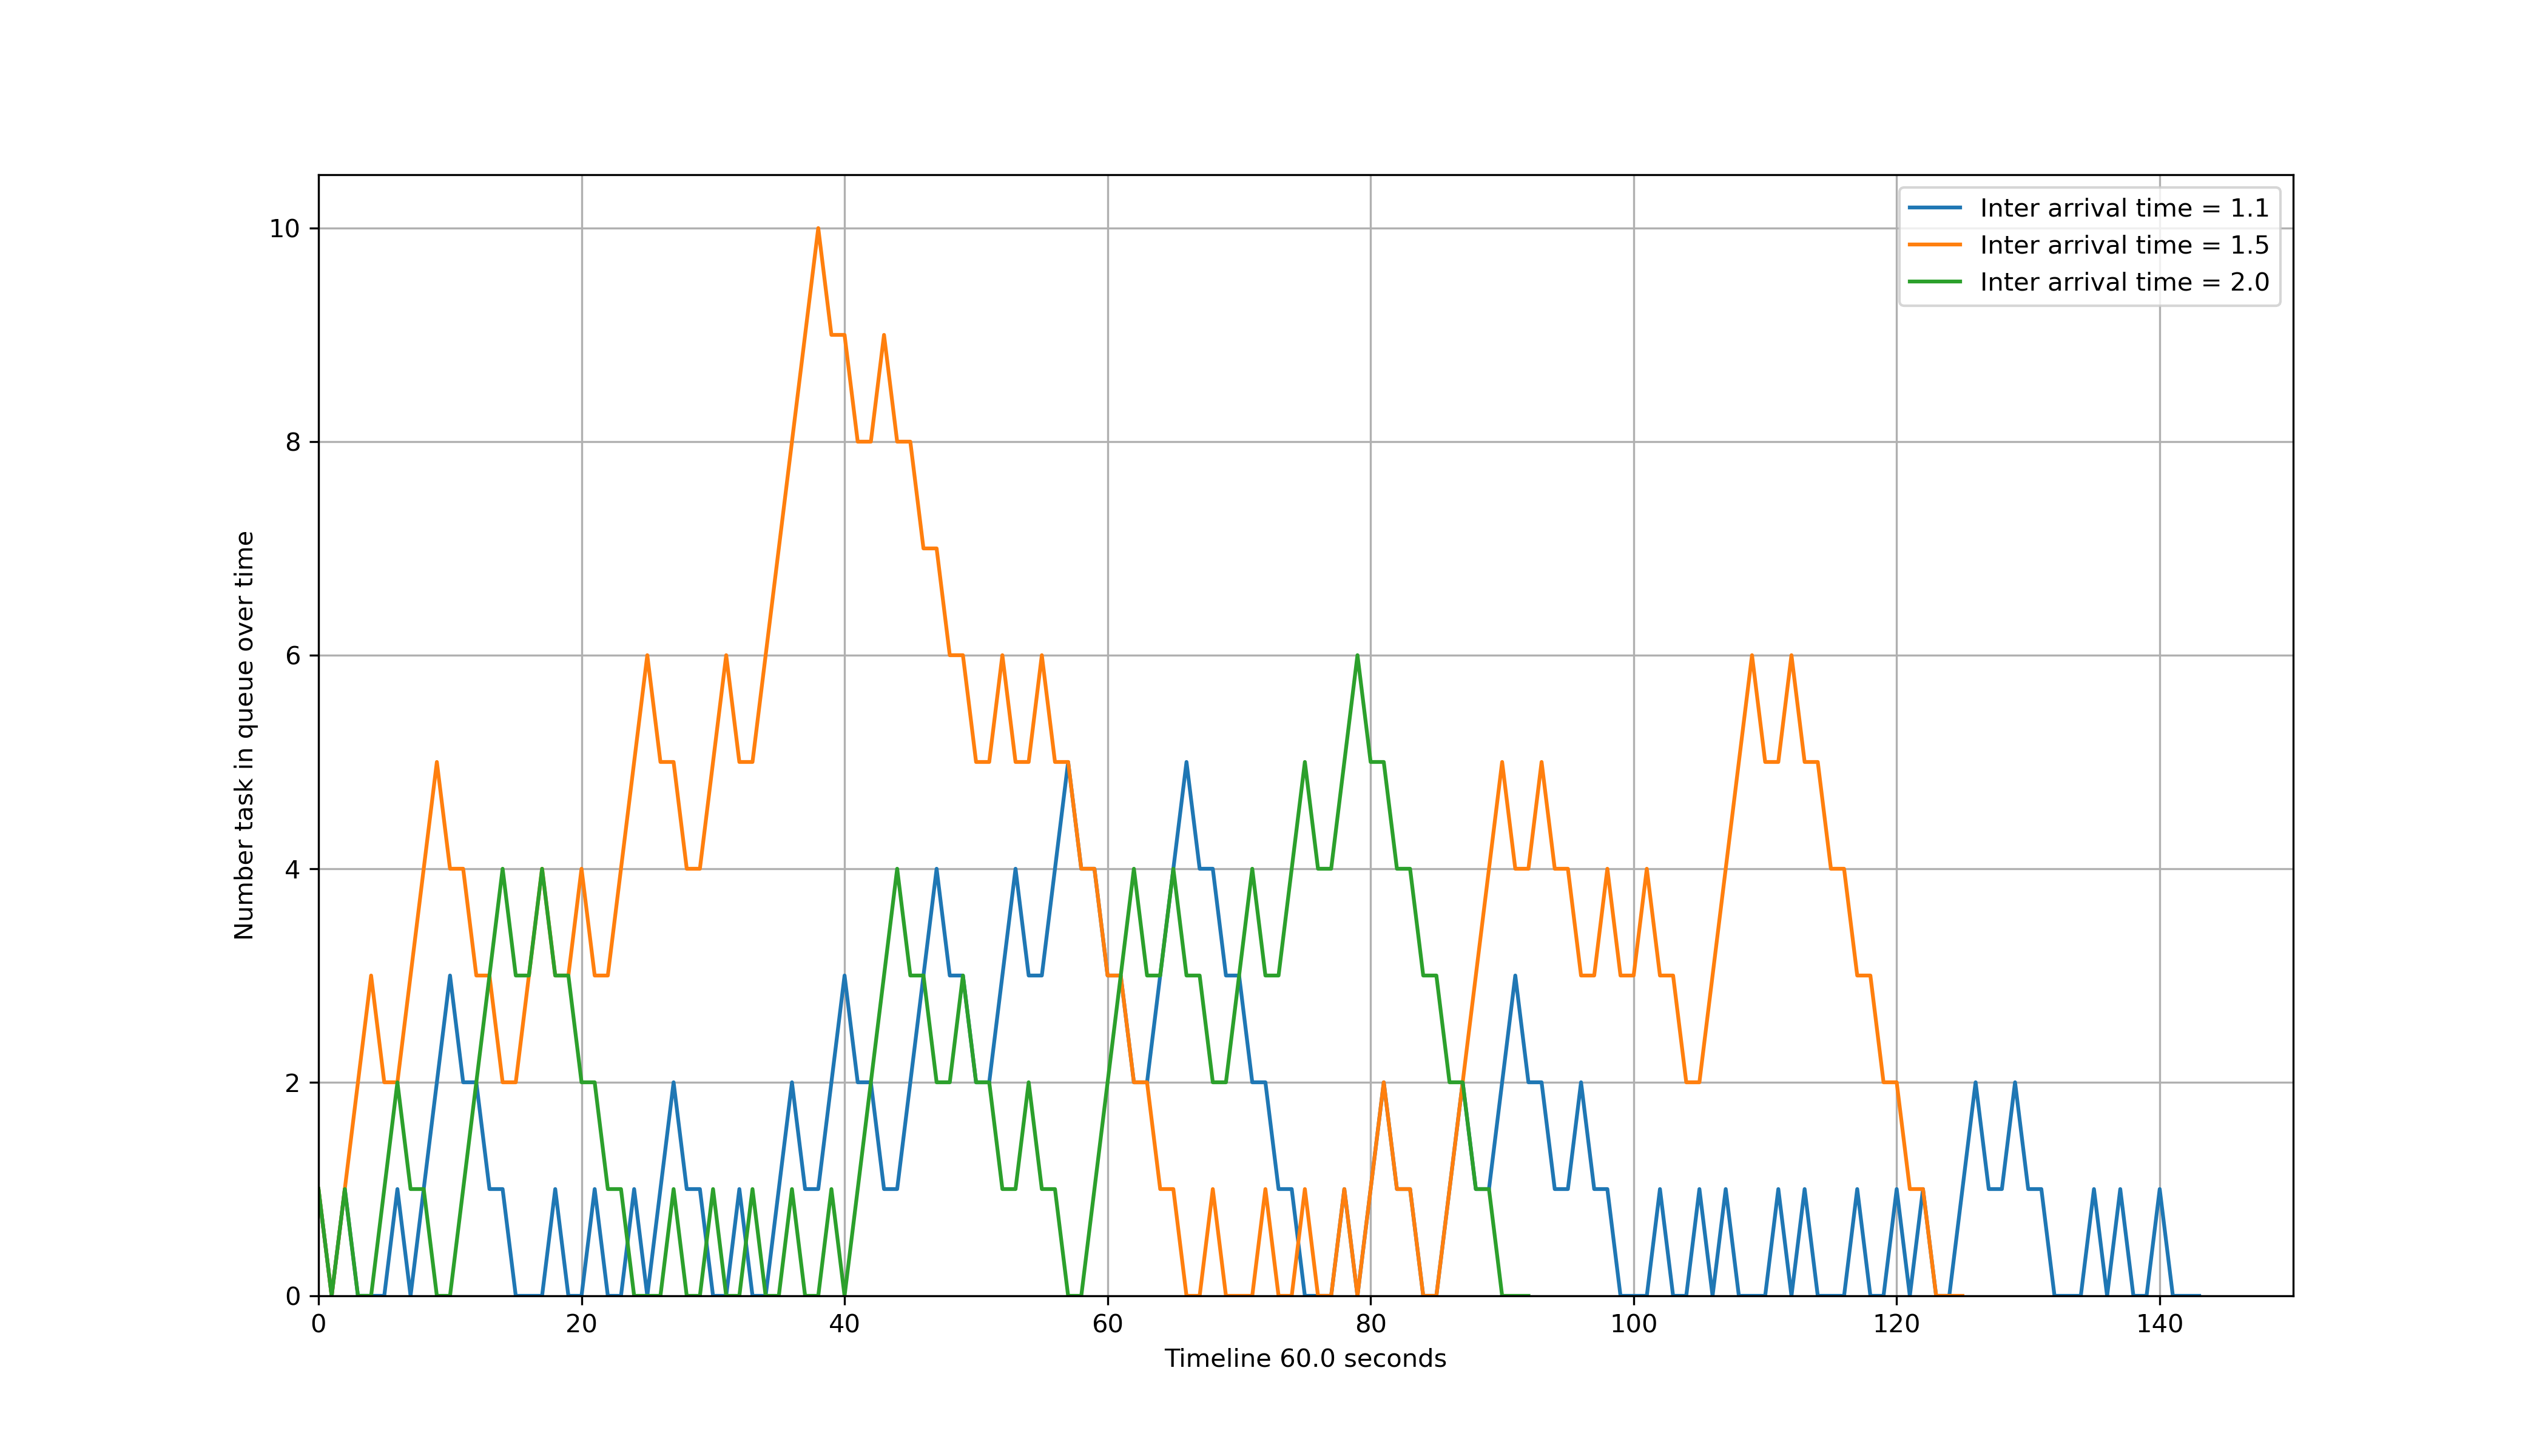 Inter arrival time = 1.1
Inter arrival time = 1.5
Inter arrival time = 2.0
Number task in queue over time
10
8
6
4
2
0
0 20 40 60 80 100 120 140
Timeline 60.0 seconds